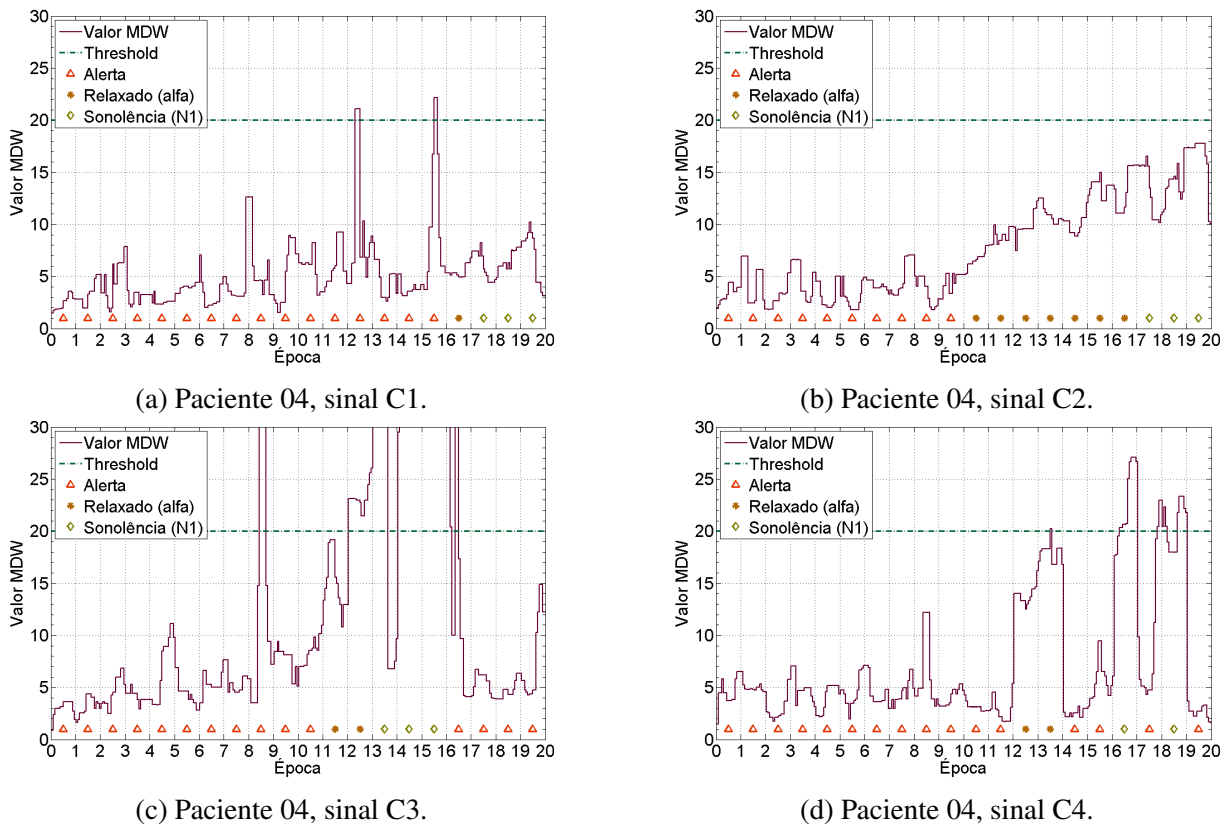 30
25
20
15
10
5
0
Valor MDW
Valor MDW
Threshold
Alerta
Relaxado (alfa)
Sonolência (N1)
0 1 2 3 4 5 6 7 8 9 10 11 12 13 14 15 16 17 18 19 20
Época
(a) Paciente 04, sinal C1.
30
25
20
15
10
5
0
Valor MDW
Valor MDW
Threshold
Alerta
Relaxado (alfa)
Sonolência (N1)
0 1 2 3 4 5 6 7 8 9 10 11 12 13 14 15 16 17 18 19 20
Época
(b) Paciente 04, sinal C2.
30
25
20
15
10
5
0
Valor MDW
Valor MDW
Threshold
Alerta
Relaxado (alfa)
Sonolência (N1)
0 1 2 3 4 5 6 7 8 9 10 11 12 13 14 15 16 17 18 19 20
Época
(c) Paciente 04, sinal C3.
30
25
20
15
10
5
0
Valor MDW
Valor MDW
Threshold
Alerta
Relaxado (alfa)
Sonolência (N1)
0 1 2 3 4 5 6 7 8 9 10 11 12 13 14 15 16 17 18 19 20
Época
(d) Paciente 04, sinal C4.